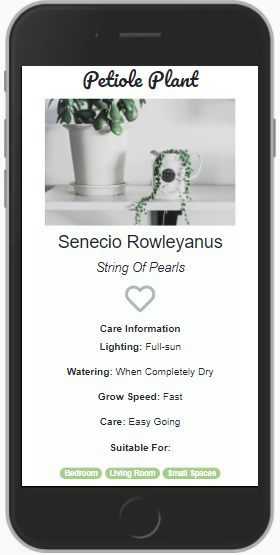 Petiole Plant
Senecio Rowleyanus
String Of Pearls
Care Information
Lighting: Full-sun
Watering: When Completely Dry
Grow Speed: Fast
Care: Easy Going
Suitable For:
Bedroom Living Room Small Spaces